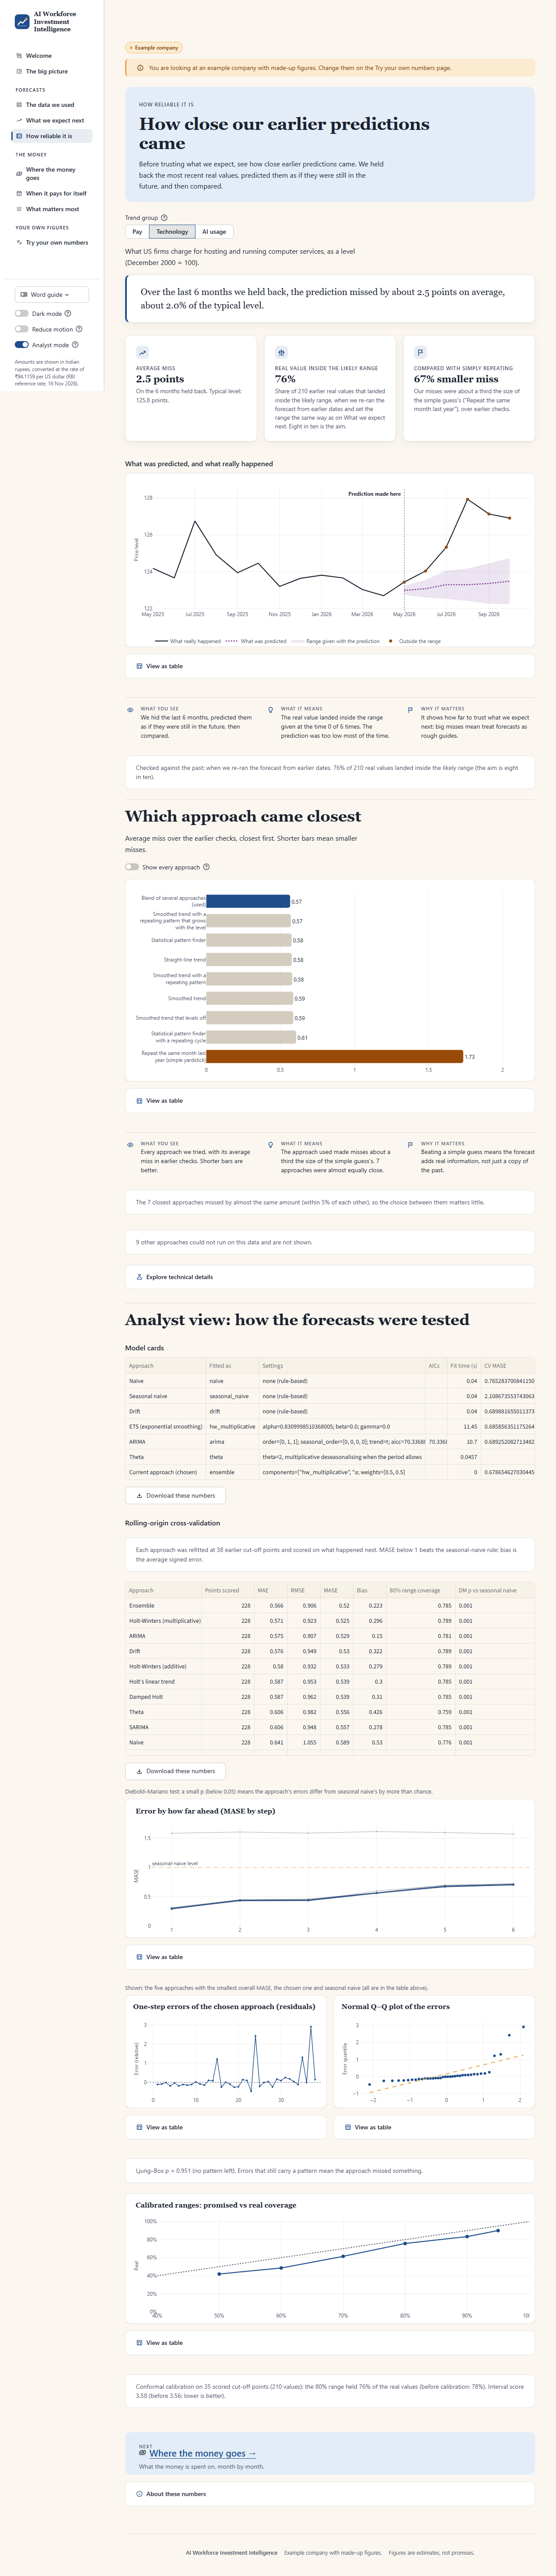 AI Workforce
Investment
Intelligence
Welcome
The big picture
FORECASTS
The data we used
What we expect next
How reliable it is
THE MONEY
Where the money
goes
When it pays for itself
What matters most
YOUR OWN FIGURES
Try your own numbers
Word guide
Dark mode
Reduce motion
Analyst mode
Amounts are shown in Indian
rupees, converted at the rate of
₹94.1159 per US dollar (RBI
reference rate, 16 Nov 2026).
Example company
You are looking at an example company with made-up figures. Change them on the Try your own numbers page.
HOW RELIABLE IT IS
How close our earlier predictions
came
Before trusting what we expect, see how close earlier predictions came. We held
back the most recent real values, predicted them as if they were still in the
future, and then compared.
Trend group
Pay
Technology
AI usage
What US firms charge for hosting and running computer services, as a level
(December 2000 = 100).
Over the last 6 months we held back, the prediction missed by about 2.5 points on average,
about 2.0% of the typical level.
AVERAGE MISS
2.5 points
On the 6 months held back. Typical level:
125.8 points.
REAL VALUE INSIDE THE LIKELY RANGE
76%
Share of 210 earlier real figures that landed
inside the likely range, when we re-ran the
forecast from earlier dates and set the
range the same way as on What we expect
next. Eight in ten is the aim.
COMPARED WITH SIMPLY REPEATING
67% smaller miss
Our misses were about a third the size of
the simple guess's ("Repeat the same
month last year"), over earlier checks.
What was predicted, and what really happened
Prediction made here
Price level
128
126
124
122
May 2025
Jul 2025
Sep 2025
Nov 2025
Jan 2026
Mar 2026
May 2026
Jul 2026
Sep 2026
What really happened
What was predicted
Range given with the prediction
Outside the range
View as table
WHAT YOU SEE
We hid the last 6 months, predicted them
as if they were still in the future, then
compared.
WHAT IT MEANS
The real value landed inside the range
given at the time 0 of 6 times. The
prediction was too low most of the time.
WHY IT MATTERS
It shows how far to trust what we expect
next: big misses mean treat forecasts as
rough guides.
Checked against the past: when we re-ran the forecast from earlier dates, 76% of 210 real values landed inside the likely range (the aim is eight
in ten).
Which approach came closest
Average miss over the earlier checks, closest first. Shorter bars mean smaller
misses.
Show every approach
Blend of several approaches
(used)
0.57
Smoothed trend with a
repeating pattern that grows
with the level
0.57
Statistical pattern finder
0.58
Straight-line trend
0.58
Smoothed trend with a
repeating pattern
0.58
Smoothed trend
0.59
Smoothed trend that levels off
0.59
Statistical pattern finder
with a repeating cycle
0.61
Repeat the same month last
year (simple yardstick)
1.73
0
0.5
1
1.5
2
View as table
WHAT YOU SEE
Every approach we tried, with its average
miss in earlier checks. Shorter bars are
better.
WHAT IT MEANS
The approach used made misses about a
third the size of the simple guess's. 7
approaches were almost equally close.
WHY IT MATTERS
Beating a simple guess means the forecast
adds real information, not just a copy of
the past.
The 7 closest approaches missed by almost the same amount (within 5% of each other), so the choice between them matters little.
9 other approaches could not run on this data and are not shown.
Explore technical details
Analyst view: how the forecasts were tested
Model cards
Approach Fitted as Settings AICc Fit time (s) CV MASE
Naive naive none (rule-based) 0.04 0.765283700841150
Seasonal naive seasonal_naive none (rule-based) 0.04 2.108673553743063
Drift drift none (rule-based) 0.04 0.689881655011373
ETS (exponential smoothing) hw_multiplicative alpha=0.8309998510368005; beta=0.0; gamma=0.0 11.45 0.685856351175264
ARIMA arima order=[0, 1, 1]; seasonal_order=[0, 0, 0, 0]; trend=t; aicc=70.33681 70.3368 10.7 0.689252082713482
Theta theta theta=2, multiplicative deseasonalising when the period allows 0.0457
Current approach (chosen) ensemble components=["hw_multiplicative", "a; weights=[0.5, 0.5] 0 0.678654627030445
Download these numbers
Rolling-origin cross-validation
Each approach was refitted at 38 earlier cut-off points and scored on what happened next. MASE below 1 beats the seasonal-naive rule; bias is
the average signed error.
Approach Points scored MAE RMSE MASE Bias 80% range coverage DM p vs seasonal naive
Ensemble 228 0.566 0.906 0.52 0.223 0.785 0.001
Holt-Winters (multiplicative) 228 0.571 0.923 0.525 0.296 0.789 0.001
ARIMA 228 0.575 0.907 0.529 0.15 0.781 0.001
Drift 228 0.576 0.949 0.53 0.322 0.789 0.001
Holt-Winters (additive) 228 0.58 0.932 0.533 0.279 0.789 0.001
Holt's linear trend 228 0.587 0.953 0.539 0.3 0.785 0.001
Damped Holt 228 0.587 0.962 0.539 0.31 0.785 0.001
Theta 228 0.606 0.982 0.556 0.426 0.759 0.001
SARIMA 228 0.606 0.948 0.557 0.278 0.785 0.001
Naive 228 0.641 1.055 0.589 0.53 0.776 0.001
Download these numbers
Diebold–Mariano test: a small p (below 0.05) means the approach's errors differ from seasonal naive's by more than chance.
Error by how far ahead (MASE by step)
MASE
1.5
1
0.5
0
seasonal-naive level
1
2
3
4
5
6
View as table
Shown: the five approaches with the smallest overall MASE, the chosen one and seasonal naive (all are in the table above).
One-step errors of the chosen approach (residuals)
Error (relative)
3
2
1
0
0
10
20
30
View as table
Normal Q–Q plot of the errors
Error quantile
3
2
1
0
−1
−2
−1
0
1
2
View as table
Ljung–Box p = 0.951 (no pattern left). Errors that still carry a pattern mean the approach missed something.
Calibrated ranges: promised vs real coverage
Real
100%
80%
60%
40%
20%
0%
40%
50%
60%
70%
80%
90%
View as table
Conformal calibration on 35 scored cut-off points (210 values): the 80% range held 76% of the real values (before calibration: 78%). Interval score
3.58 (before 3.56; lower is better).
NEXT
Where the money goes →
What the money is spent on, month by month.
About these numbers
AI Workforce Investment Intelligence Example company with made-up figures. Figures are estimates, not promises.